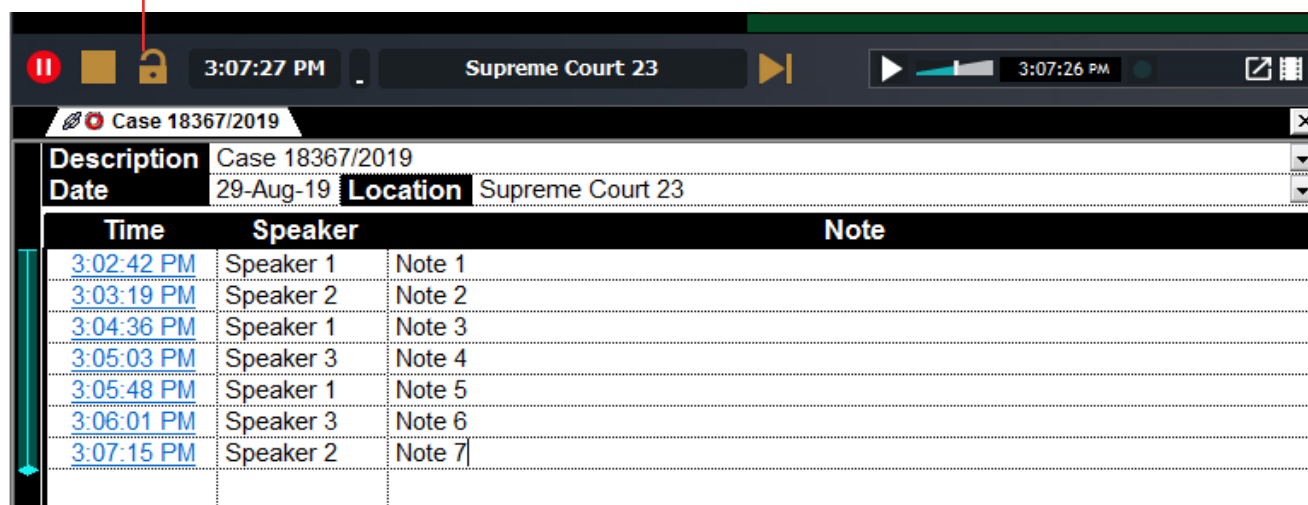 3:07:27 PM - Supreme Court 23 3:07:26 PM
Case 18367/2019
Description Case 18367/2019
Date 29-Aug-19 Location Supreme Court 23
Time Speaker Note
3:02:42 PM Speaker 1 Note 1
3:03:19 PM Speaker 2 Note 2
3:04:36 PM Speaker 1 Note 3
3:05:03 PM Speaker 3 Note 4
3:05:48 PM Speaker 1 Note 5
3:06:01 PM Speaker 3 Note 6
3:07:15 PM Speaker 2 Note 7